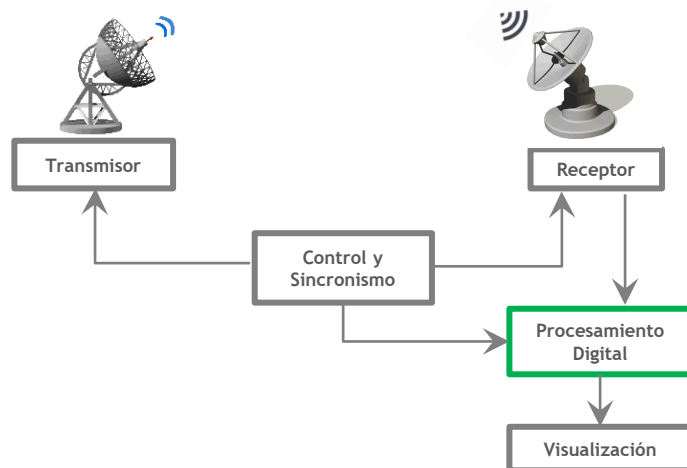 Transmisor
Receptor
Control y
Sincronismo
Procesamiento
Digital
Visualización